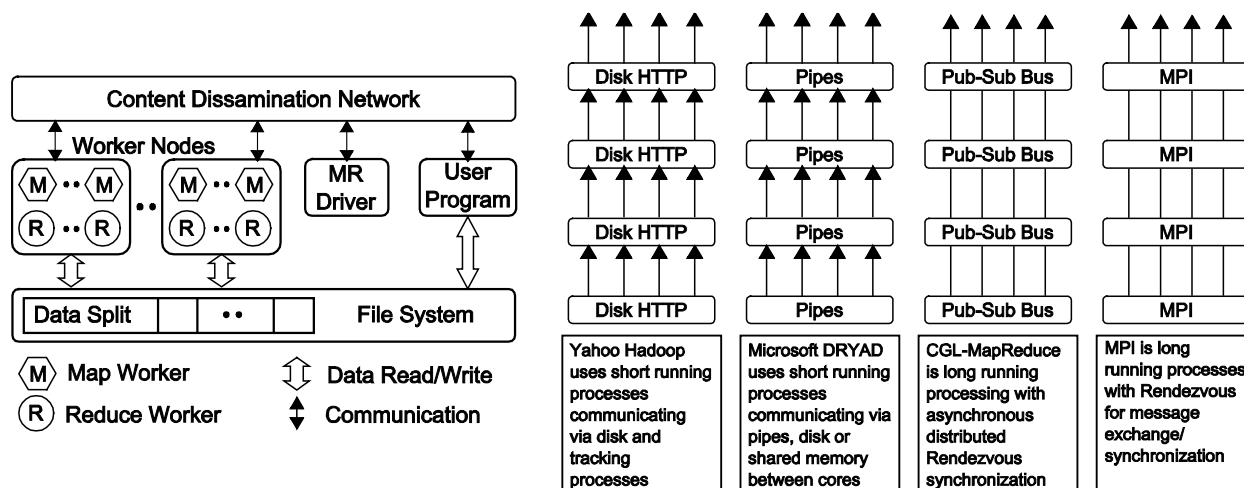 Content Dissamination Network
Worker Nodes
M •• M
M •• M
R •• R
R •• R
••
MR
Driver
User
Program
Data Split
••
File System
M Map Worker
R Reduce Worker
Data Read/Write
Communication
Disk HTTP
Disk HTTP
Disk HTTP
Disk HTTP
Yahoo Hadoop
uses short running
processes
communicating
via disk and
tracking
processes
Pipes
Pipes
Pipes
Pipes
Microsoft DRYAD
uses short running
processes
communicating via
pipes, disk or
shared memory
between cores
Pub-Sub Bus
Pub-Sub Bus
Pub-Sub Bus
Pub-Sub Bus
CGL-MapReduce
is long running
processing with
asynchronous
distributed
Rendezvous
synchronization
MPI
MPI
MPI
MPI
MPI is long
running processes
with Rendezvous
for message
exchange/
synchronization